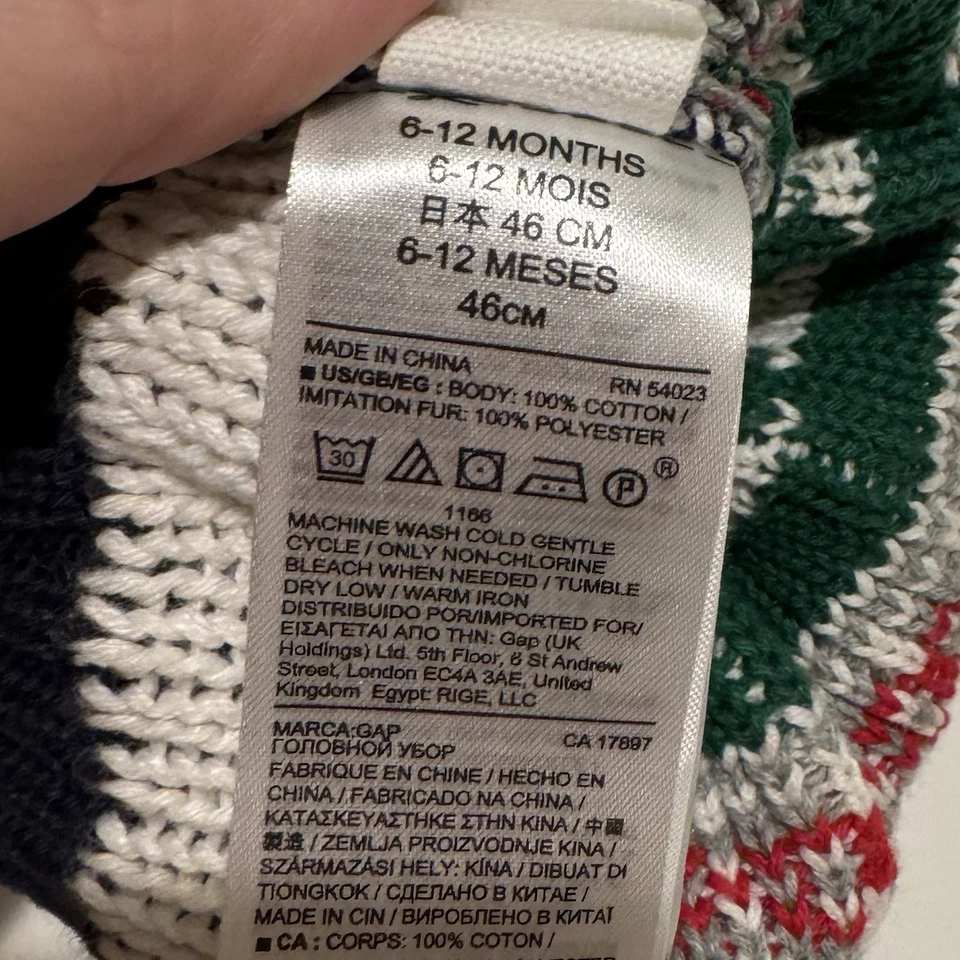 6-12 MONTHS
6-12 MOIS
日本 46 CM
6-12 MESES
46CM
MADE IN CHINA
RN 54023
■ US/GB/EG : BODY: 100% COTTON /
IMITATION FUR: 100% POLYESTER
30 P ®
1166
MACHINE WASH COLD GENTLE
CYCLE / ONLY NON-CHLORINE
BLEACH WHEN NEEDED / TUMBLE
DRY LOW / WARM IRON
DISTRIBUIDO POR/IMPORTED FOR/
ΕΙΣΑΓΕΤΑΙ ΑΠΟ ΤΗΝ: Gap (UK
Holdings) Ltd. 5th Floor, 6 St Andrew
Street, London EC4A 3AE, United
Kingdom Egypt: RIGE, LLC
MARCA:GAP
CA 17897
ГОЛОВНОЙ УБОР
FABRIQUE EN CHINE / HECHO EN
CHINA / FABRICADO NA CHINA /
ΚΑΤΑΣΚΕΥΑΣΤΗΚΕ ΣΤΗΝ ΚΙΝΑ / 中國
製造 / ZEMLJA PROIZVODNJE KINA /
SZÁRMAZÁSI HELY: KÍNA / DIBUAT DI
TIONGKOK / СДЕЛАНО В КИТАЕ /
MADE IN CIN / ВИРОБЛЕНО В КИТАЇ
■ CA : CORPS: 100% COTON /